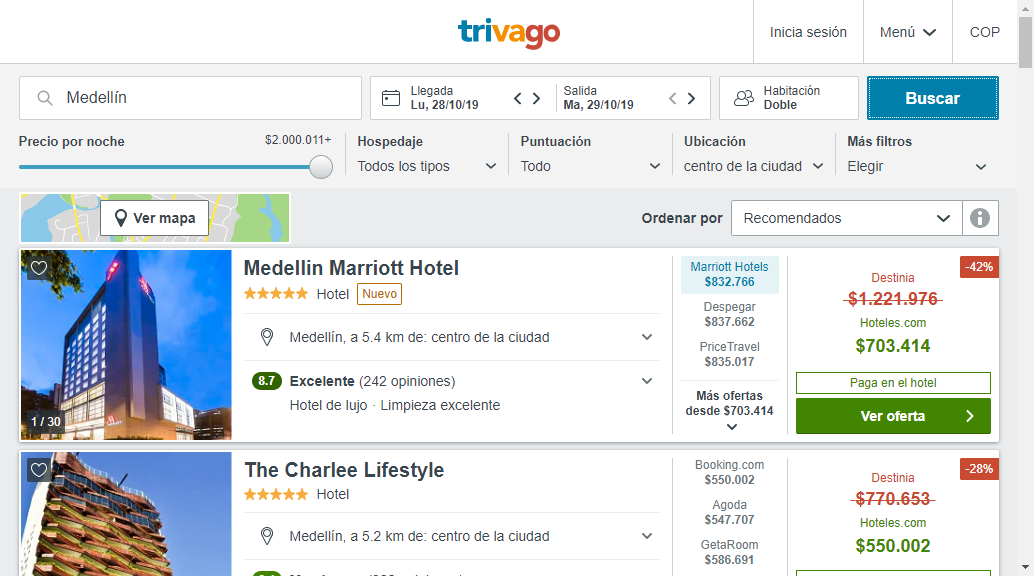 trivago
Inicia sesión
Menú
COP
Medellín
Llegada
Lu, 28/10/19
Salida
Ma, 29/10/19
Habitación
Doble
Buscar
Precio por noche
$2.000.011+
Hospedaje
Todos los tipos
Puntuación
Todo
Ubicación
centro de la ciudad
Más filtros
Elegir
Ver mapa
Ordenar por
Recomendados
Medellin Marriott Hotel
Hotel
Nuevo
Medellín, a 5.4 km de: centro de la ciudad
8.7 Excelente (242 opiniones)
Hotel de lujo · Limpieza excelente
1 / 30
Marriott Hotels
$832.766
Despegar
$837.662
PriceTravel
$835.017
Más ofertas
desde $703.414
-42%
Destinia
$1.221.976
Hoteles.com
$703.414
Paga en el hotel
Ver oferta
The Charlee Lifestyle
Hotel
Medellín, a 5.2 km de: centro de la ciudad
Booking.com
$550.002
Agoda
$547.707
GetaRoom
$586.691
-28%
Destinia
$770.653
Hoteles.com
$550.002